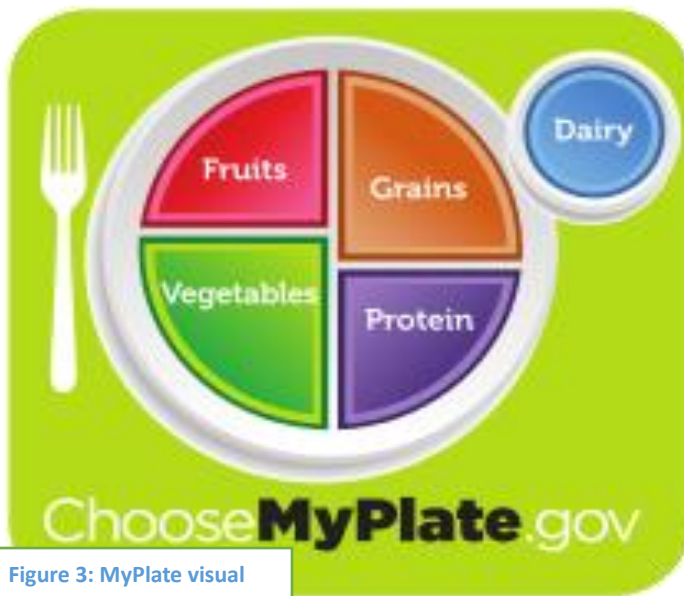 Dairy
Fruits
Grains
Vegetables
Protein
ChooseMyPlate.gov
Figure 3: MyPlate visual